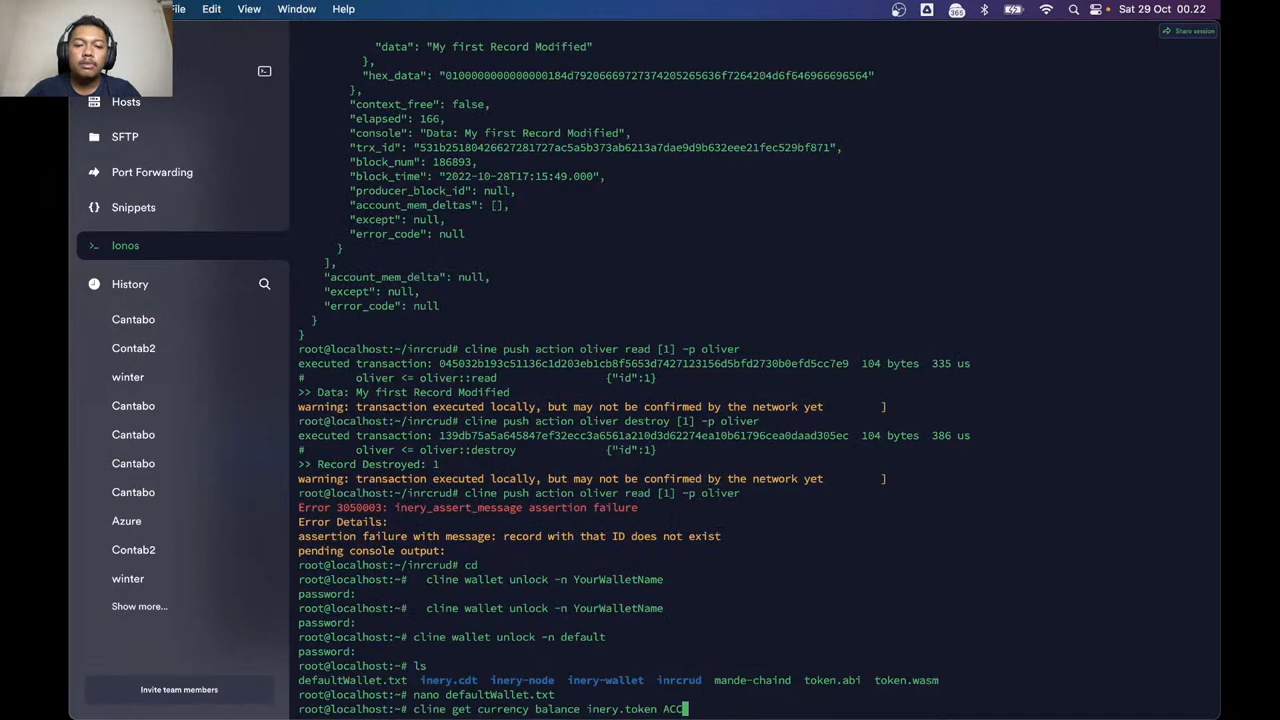 File Edit View Window Help
365
Sat 29 Oct 00.22
Share session
Hosts
SFTP
Port Forwarding
Snippets
Ionos
History
Cantabo
Contab2
winter
Cantabo
Cantabo
Cantabo
Cantabo
Azure
Contab2
winter
Show more...
Invite team members
"data": "My first Record Modified"
},
"hex_data": "0100000000000000184d79206669727374205265636f7264204d6f646966696564"
},
"context_free": false,
"elapsed": 166,
"console": "Data: My first Record Modified",
"trx_id": "531b25180426627281727ac5a5b373ab6213a7dae9d9b632eee21fec529bf871",
"block_num": 186893,
"block_time": "2022-10-28T17:15:49.000",
"producer_block_id": null,
"account_mem_deltas": [],
"except": null,
"error_code": null
}
],
"account_mem_delta": null,
"except": null,
"error_code": null
}
}
root@localhost:~/inrcrud# cline push action oliver read [1] -p oliver
executed transaction: 045032b193c51136c1d203eb1cb8f5653d7427123156d5bfd2730b0efd5cc7e9 104 bytes 335 us
# oliver <= oliver::read {"id":1}
>> Data: My first Record Modified
warning: transaction executed locally, but may not be confirmed by the network yet ]
root@localhost:~/inrcrud# cline push action oliver destroy [1] -p oliver
executed transaction: 139db75a5a645847ef32ecc3a6561a210d3d62274ea10b61796cea0daad305ec 104 bytes 386 us
# oliver <= oliver::destroy {"id":1}
>> Record Destroyed: 1
warning: transaction executed locally, but may not be confirmed by the network yet ]
root@localhost:~/inrcrud# cline push action oliver read [1] -p oliver
Error 3050003: inery_assert_message assertion failure
Error Details:
assertion failure with message: record with that ID does not exist
pending console output:
root@localhost:~/inrcrud# cd
root@localhost:~# cline wallet unlock -n YourWalletName
password:
root@localhost:~# cline wallet unlock -n YourWalletName
password:
root@localhost:~# cline wallet unlock -n default
password:
root@localhost:~# ls
defaultWallet.txt inery.cdt inery-node inery-wallet inrcrud mande-chaind token.abi token.wasm
root@localhost:~# nano defaultWallet.txt
root@localhost:~# cline get currency balance inery.token ACC